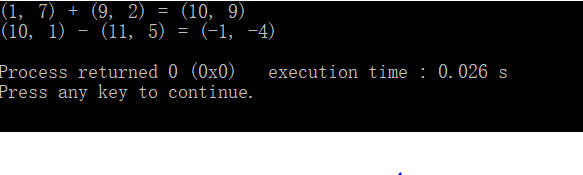 (1, 7) + (9, 2) = (10, 9)
(10, 1) - (11, 5) = (-1, -4)
Process returned 0 (0x0)   execution time : 0.026 s
Press any key to continue.